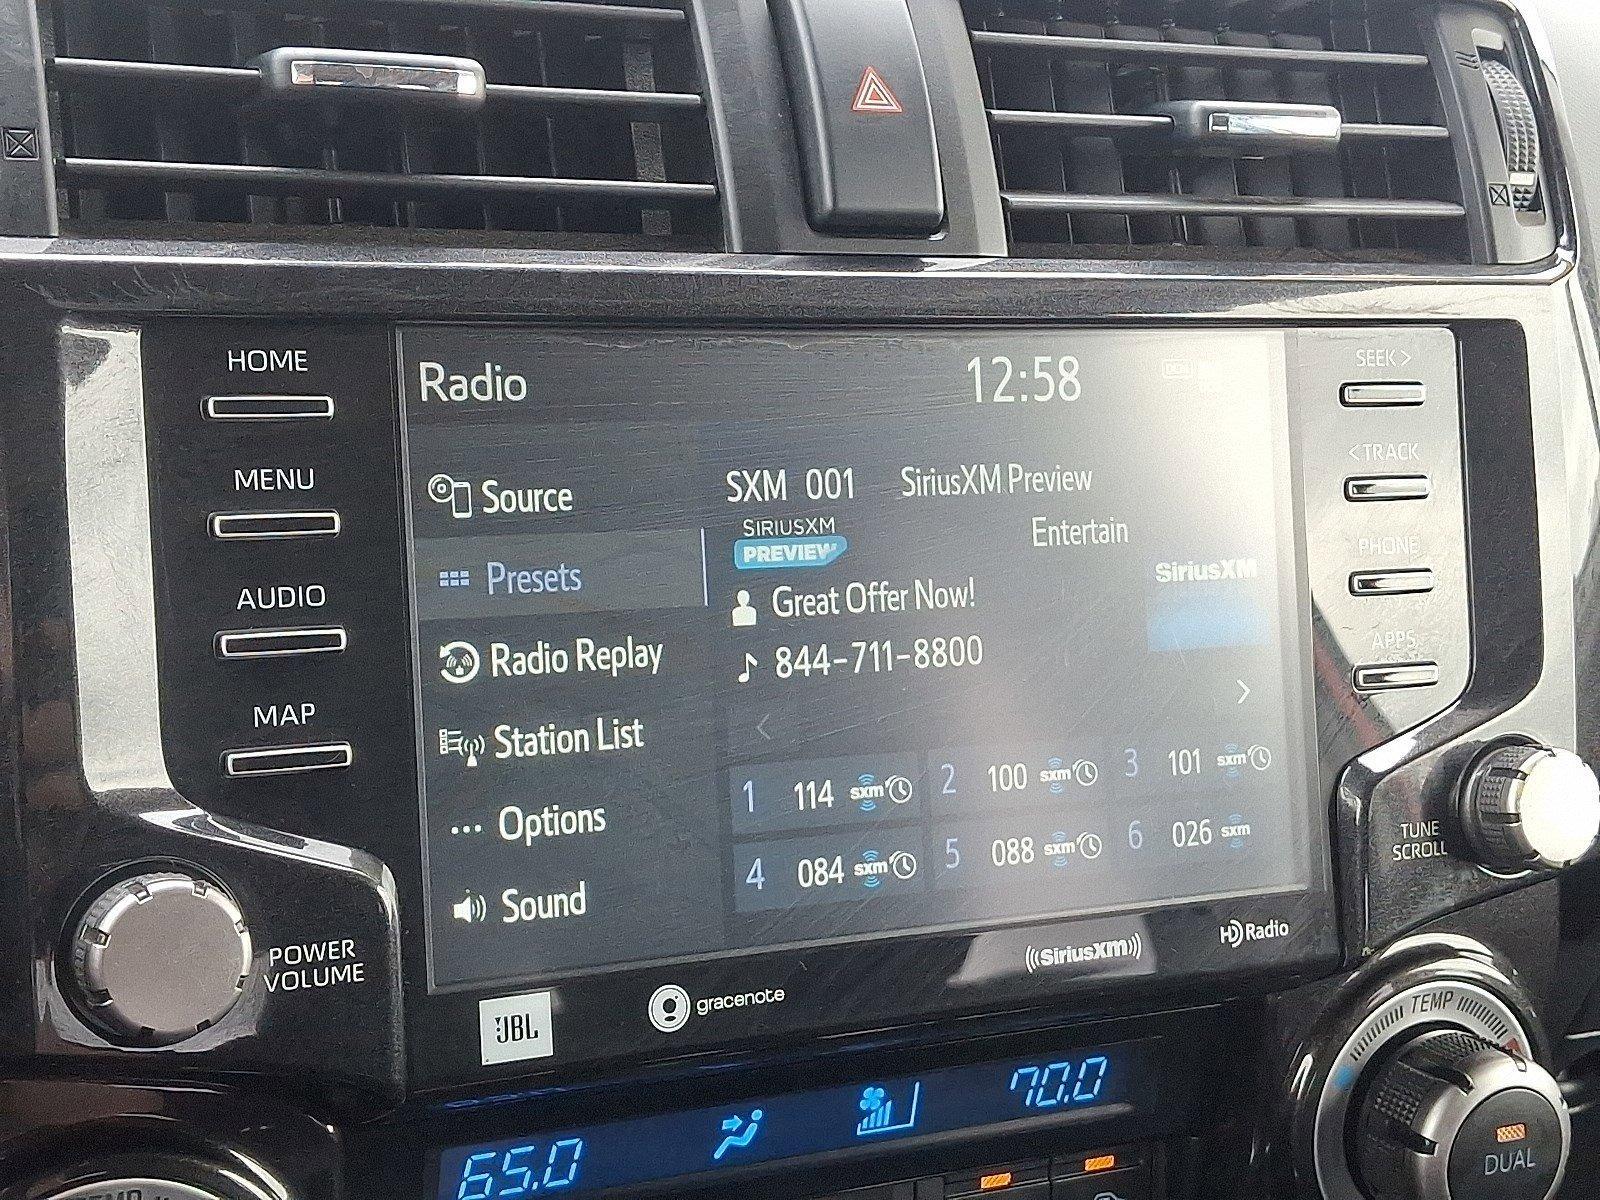 HOME
MENU
AUDIO
MAP
POWER
VOLUME
Radio
12:58
Source
Presets
Radio Replay
Station List
Options
Sound
SXM 001
SiriusXM Preview
SIRIUSXM
PREVIEW
Entertain
SiriusXM
Great Offer Now!
844-711-8800
1 114 sxm
2 100 sxm
3 101 sxm
4 084 sxm
5 088 sxm
6 026 sxm
SEEK >
< TRACK
PHONE
APPS
TUNE
SCROLL
JBL
gracenote
((SiriusXM))
HD Radio
65.0
70.0
TEMP
DUAL
TEMP